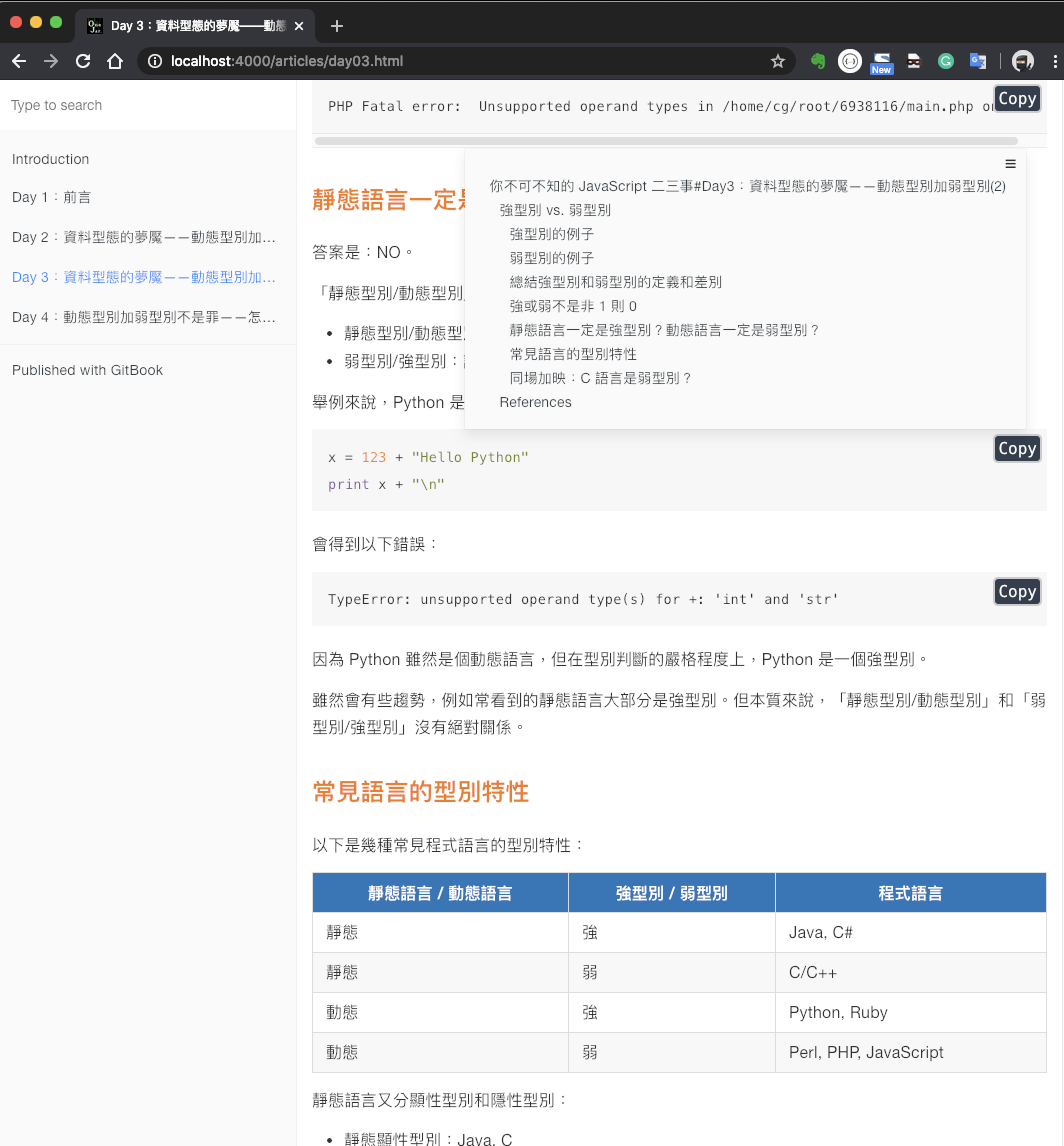 Day 3：資料型態的夢魘——動態
localhost:4000/articles/day03.html
New
Type to search
Introduction
Day 1：前言
Day 2：資料型態的夢魘——動態型別加…
Day 3：資料型態的夢魘——動態型別加…
Day 4：動態型別加弱型別不是罪——怎…
Published with GitBook
PHP Fatal error:  Unsupported operand types in /home/cg/root/6938116/main.php
Copy
你不可不知的 JavaScript 二三事#Day3：資料型態的夢魘——動態型別加弱型別(2)
強型別 vs. 弱型別
強型別的例子
弱型別的例子
總結強型別和弱型別的定義和差別
強或弱不是非 1 則 0
靜態語言一定是強型別？動態語言一定是弱型別？
常見語言的型別特性
同場加映：C 語言是弱型別？
References
靜態語言一定
答案是：NO。
「靜態型別/動態型別
• 靜態型別/動態型
• 弱型別/強型別：
舉例來說，Python 是
x = 123 + "Hello Python"
print x + "\n"
Copy
會得到以下錯誤：
TypeError: unsupported operand type(s) for +: 'int' and 'str'
Copy
因為 Python 雖然是個動態語言，但在型別判斷的嚴格程度上，Python 是一個強型別。
雖然會有些趨勢，例如常看到的靜態語言大部分是強型別。但本質來說，「靜態型別/動態型別」和「弱
型別/強型別」沒有絕對關係。
常見語言的型別特性
以下是幾種常見程式語言的型別特性：
靜態語言 / 動態語言 強型別 / 弱型別 程式語言
靜態 強 Java, C#
靜態 弱 C/C++
動態 強 Python, Ruby
動態 弱 Perl, PHP, JavaScript
靜態語言又分顯性型別和隱性型別：
• 靜態顯性型別：Java, C